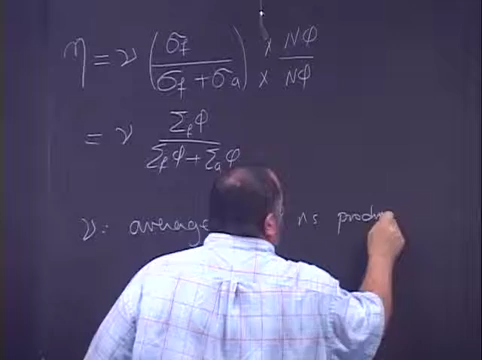 η = ν ( σf / σf + σa ) × NΦ / × NΦ
= ν Σfφ / Σfφ + Σaφ
ν: average ns produ